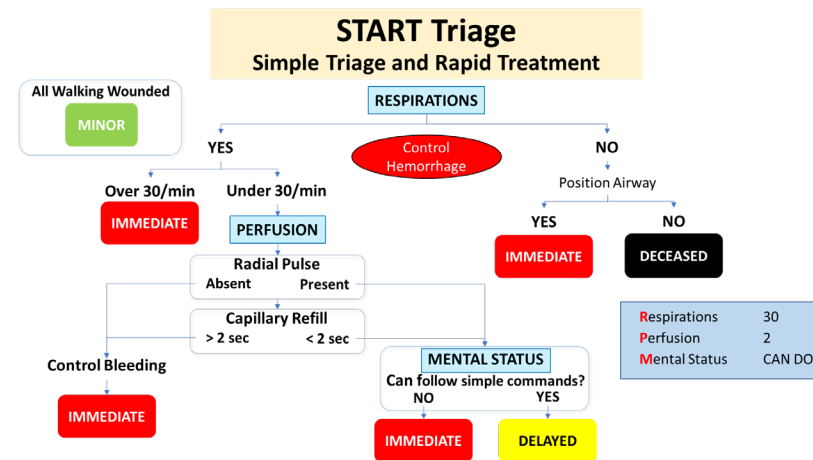 START Triage
Simple Triage and Rapid Treatment
All Walking Wounded
MINOR
RESPIRATIONS
YES
Control
Hemorrhage
NO
Over 30/min
Under 30/min
Position Airway
IMMEDIATE
PERFUSION
YES
NO
IMMEDIATE
DECEASED
Radial Pulse
Absent
Present
Capillary Refill
> 2 sec
< 2 sec
Respirations 30
Perfusion 2
Mental Status CAN DO
Control Bleeding
IMMEDIATE
MENTAL STATUS
Can follow simple commands?
NO
YES
IMMEDIATE
DELAYED